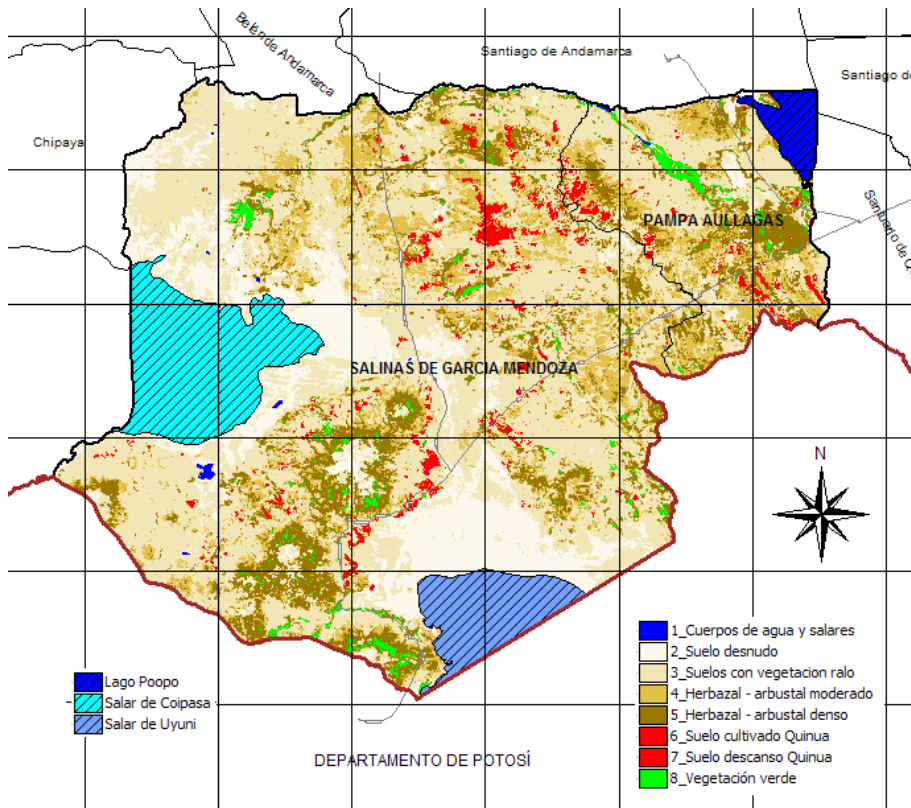 Belén de Andamarca
Santiago de Andamarca
Santiago de
Chipaya
Santuario de Q
PAMPA AULLAGAS
SALINAS DE GARCIA MENDOZA
N
1_Cuerpos de agua y salares
2_Suelo desnudo
3_Suelos con vegetacion ralo
4_Herbazal - arbustal moderado
5_Herbazal - arbustal denso
6_Suelo cultivado Quinua
7_Suelo descanso Quinua
8_Vegetación verde
Lago Poopo
Salar de Coipasa
Salar de Uyuni
DEPARTAMENTO DE POTOSÍ